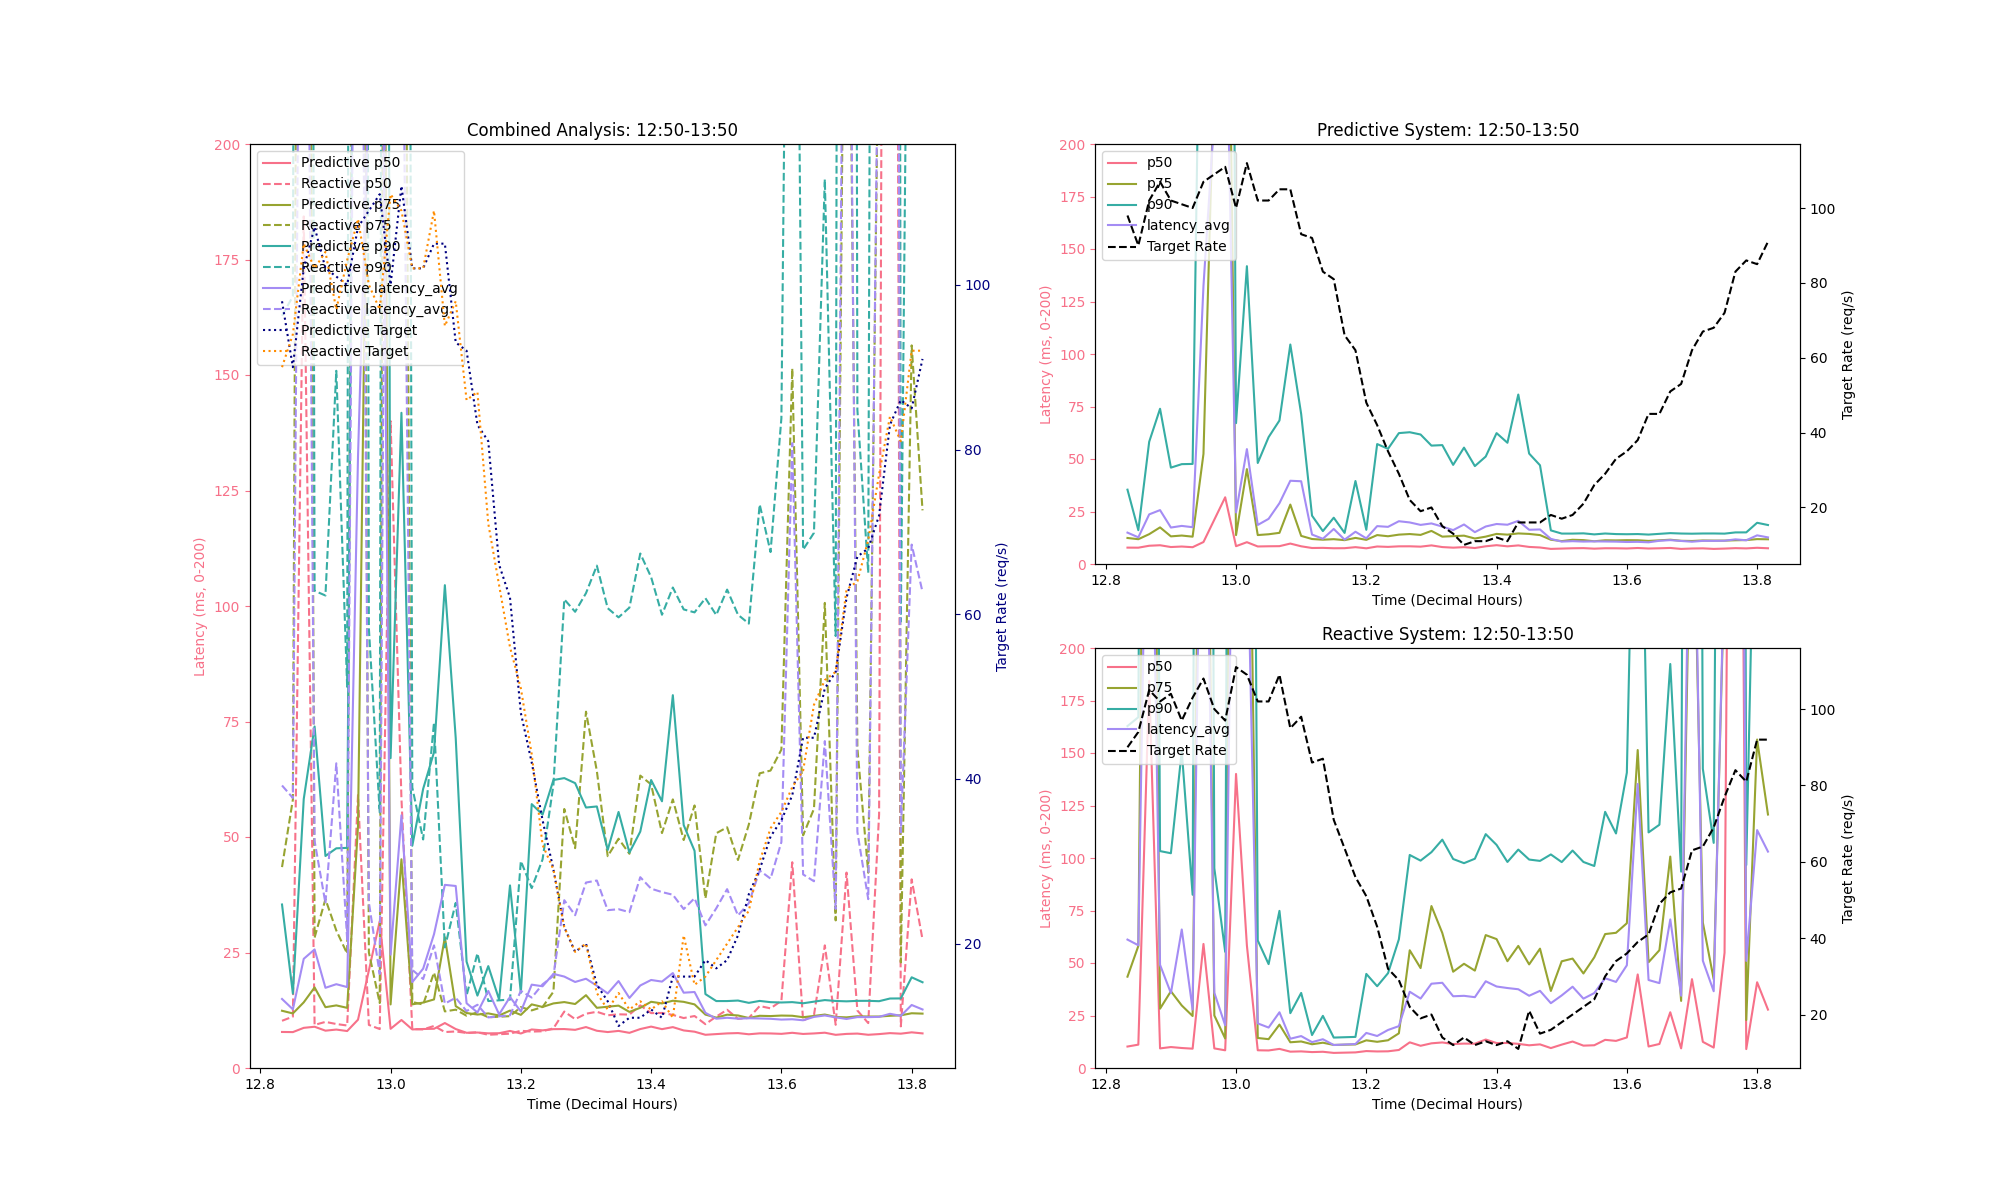 Combined Analysis: 12:50-13:50
200
175
150
125
100
75
50
25
0
Latency (ms, 0-200)
Predictive p50
Reactive p50
Predictive p75
Reactive p75
Predictive p90
Reactive p90
Predictive latency_avg
Reactive latency_avg
Predictive Target
Reactive Target
100
80
60
40
20
Target Rate (req/s)
12.8 13.0 13.2 13.4 13.6 13.8
Time (Decimal Hours)
Predictive System: 12:50-13:50
200
175
150
125
100
75
50
25
0
Latency (ms, 0-200)
p50
p75
p90
latency_avg
Target Rate
100
80
60
40
20
Target Rate (req/s)
12.8 13.0 13.2 13.4 13.6 13.8
Time (Decimal Hours)
Reactive System: 12:50-13:50
200
175
150
125
100
75
50
25
0
Latency (ms, 0-200)
p50
p75
p90
latency_avg
Target Rate
100
80
60
40
20
Target Rate (req/s)
12.8 13.0 13.2 13.4 13.6 13.8
Time (Decimal Hours)